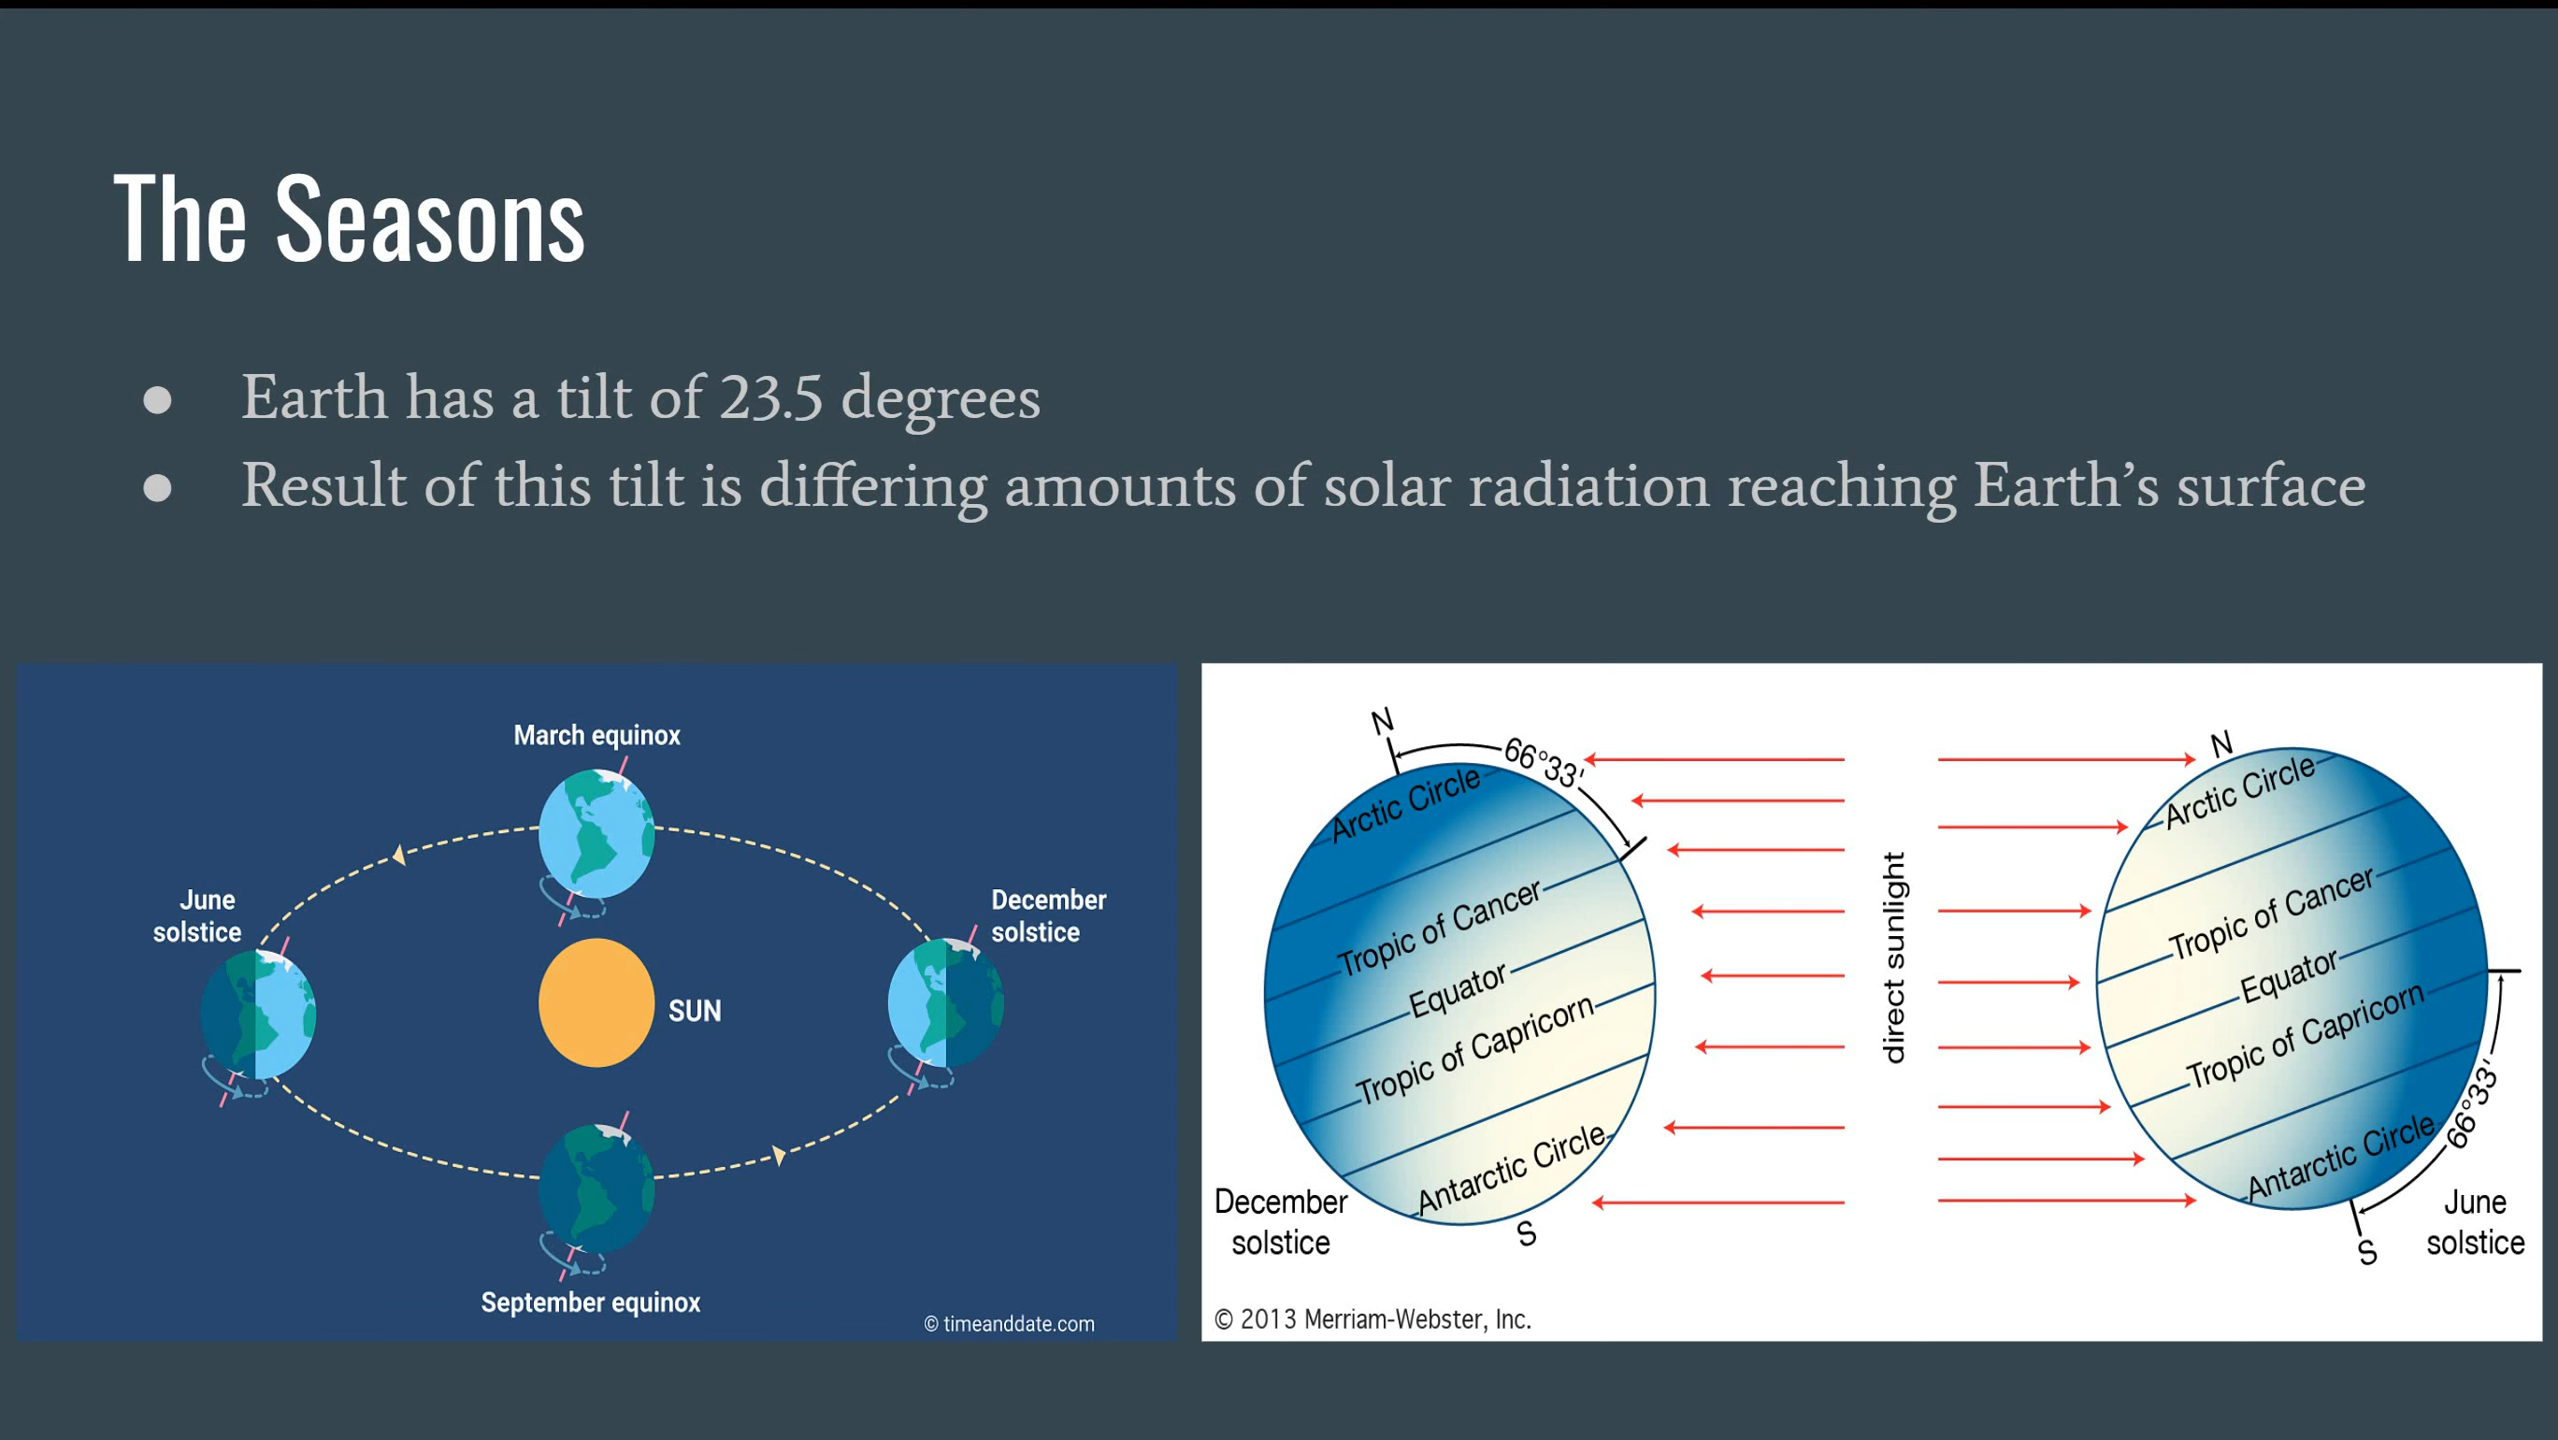 The Seasons
● Earth has a tilt of 23.5 degrees
● Result of this tilt is differing amounts of solar radiation reaching Earth’s surface
March equinox
June
solstice
December
solstice
SUN
September equinox
© timeanddate.com
N
66°33'
Arctic Circle
Tropic of Cancer
Equator
Tropic of Capricorn
Antarctic Circle
S
December
solstice
direct sunlight
N
Arctic Circle
Tropic of Cancer
Equator
Tropic of Capricorn
Antarctic Circle
66°33'
S
June
solstice
© 2013 Merriam-Webster, Inc.